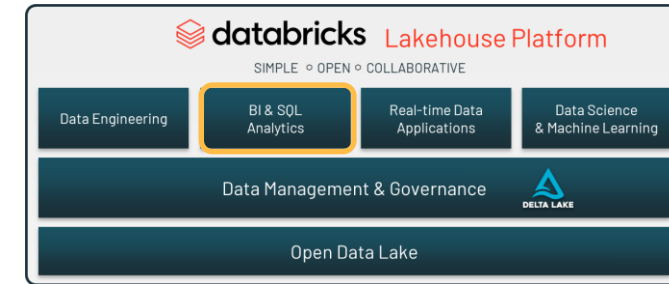 databricks Lakehouse Platform
SIMPLE ○ OPEN ○ COLLABORATIVE
Data Engineering
BI & SQL
Analytics
Real-time Data
Applications
Data Science
& Machine Learning
Data Management & Governance
DELTA LAKE
Open Data Lake